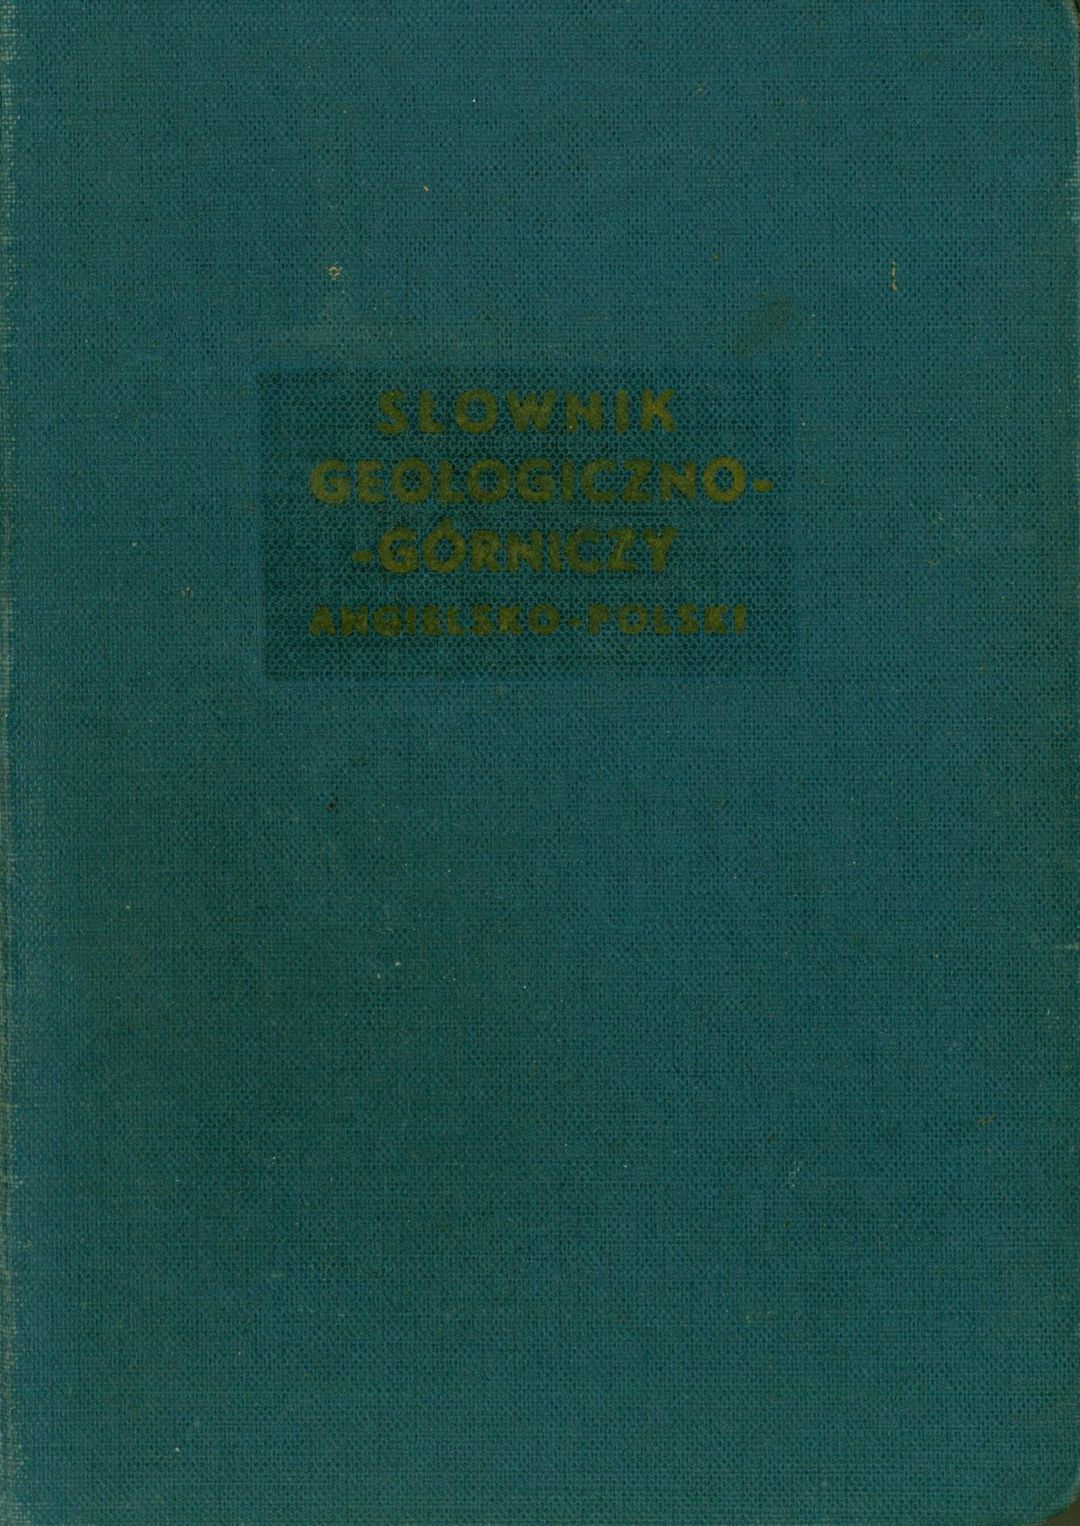 SŁOWNIK
GEOLOGICZNO-
-GÓRNICZY
ANGIELSKO-POLSKI